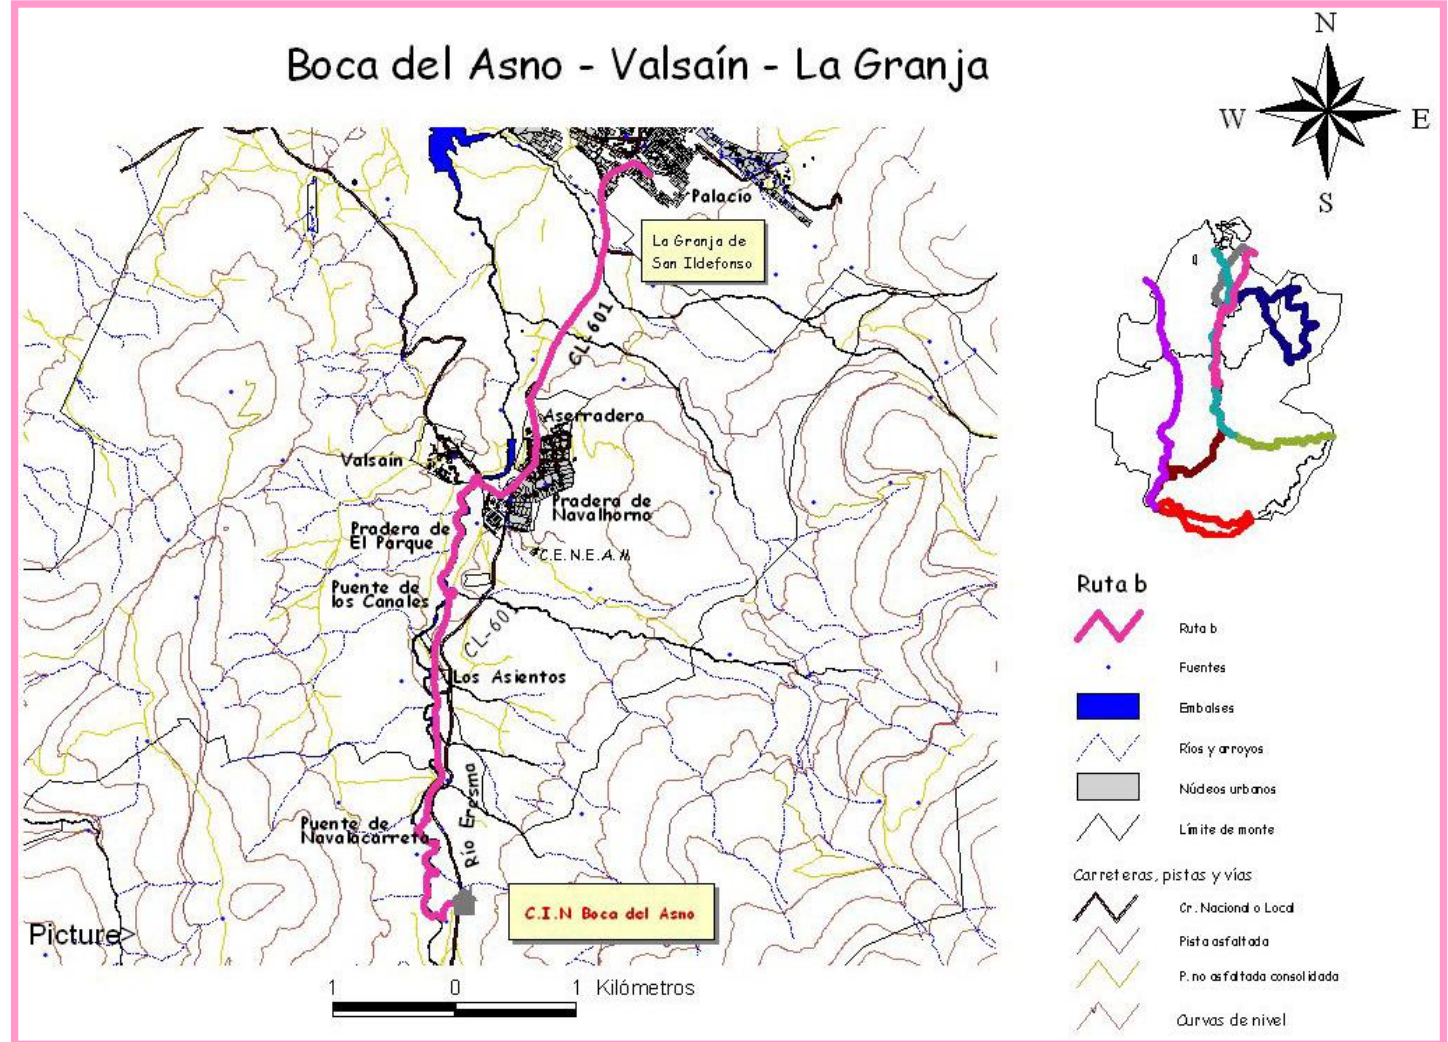 Boca del Asno - Valsaín - La Granja
N
W
E
S
Palacio
La Granja de
San Ildefonso
CL-601
Aserradero
Valsaín
Pradera de
Navalhorno
Pradera de
El Parque
C.E.N.E.A.M
Puente de
los Canales
CL-601
Los Asientos
Río Eresma
Puente de
Navalacarreta
C.I.N Boca del Asno
Picture>
1 0 1 Kilómetros
Ruta b
Ruta b
Fuentes
Embalses
Ríos y arroyos
Núcleos urbanos
Límite de monte
Carreteras, pistas y vías
Cr. Nacional o Local
Pista asfaltada
P. no asfaltada consolidada
Curvas de nivel